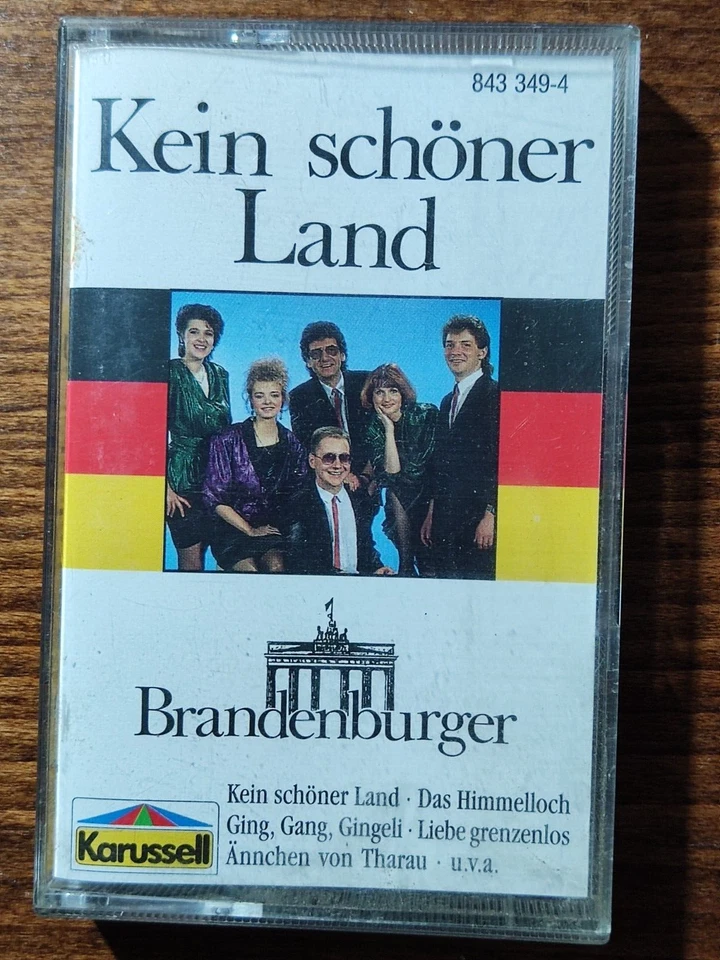 843 349-4
Kein schöner
Land
Brandenburger
Kein schöner Land · Das Himmelloch
Ging, Gang, Gingeli · Liebe grenzenlos
Ännchen von Tharau · u.v.a.
Karussell